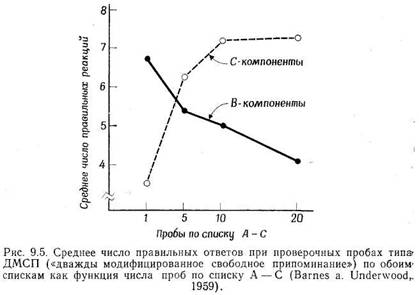 Среднее число правильных реакций
8
7
6
5
4
С-компоненты
В-компоненты
1
5
10
20
Пробы по списку А – С
Рис. 9.5. Среднее число правильных ответов при проверочных пробах типа
ДМСП («дважды модифицированное свободное припоминание») по обоим
спискам как функция числа проб по списку А — С (Barnes a. Underwood,
1959).